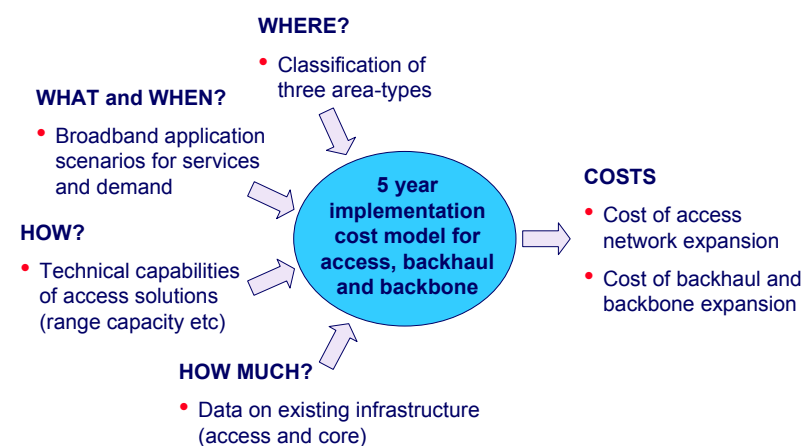 WHERE?
• Classification of
three area-types
WHAT and WHEN?
• Broadband application
scenarios for services
and demand
HOW?
• Technical capabilities
of access solutions
(range capacity etc)
HOW MUCH?
• Data on existing infrastructure
(access and core)
5 year
implementation
cost model for
access, backhaul
and backbone
COSTS
• Cost of access
network expansion
• Cost of backhaul and
backbone expansion